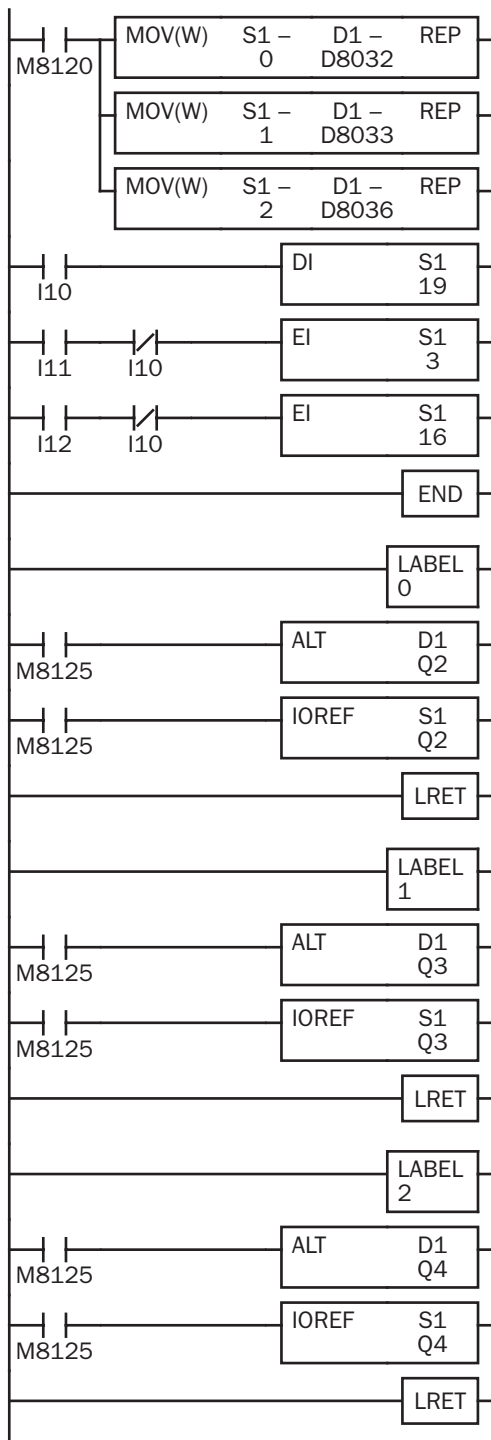 MOV(W) S1 – D1 – REP
0 D8032
M8120
MOV(W) S1 – D1 – REP
1 D8033
MOV(W) S1 – D1 – REP
2 D8036
DI S1
19
I10
EI S1
3
I11 I10
EI S1
16
I12 I10
END
LABEL
0
ALT D1
Q2
M8125
IOREF S1
Q2
M8125
LRET
LABEL
1
ALT D1
Q3
M8125
IOREF S1
Q3
M8125
LRET
LABEL
2
ALT D1
Q4
M8125
IOREF S1
Q4
M8125
LRET